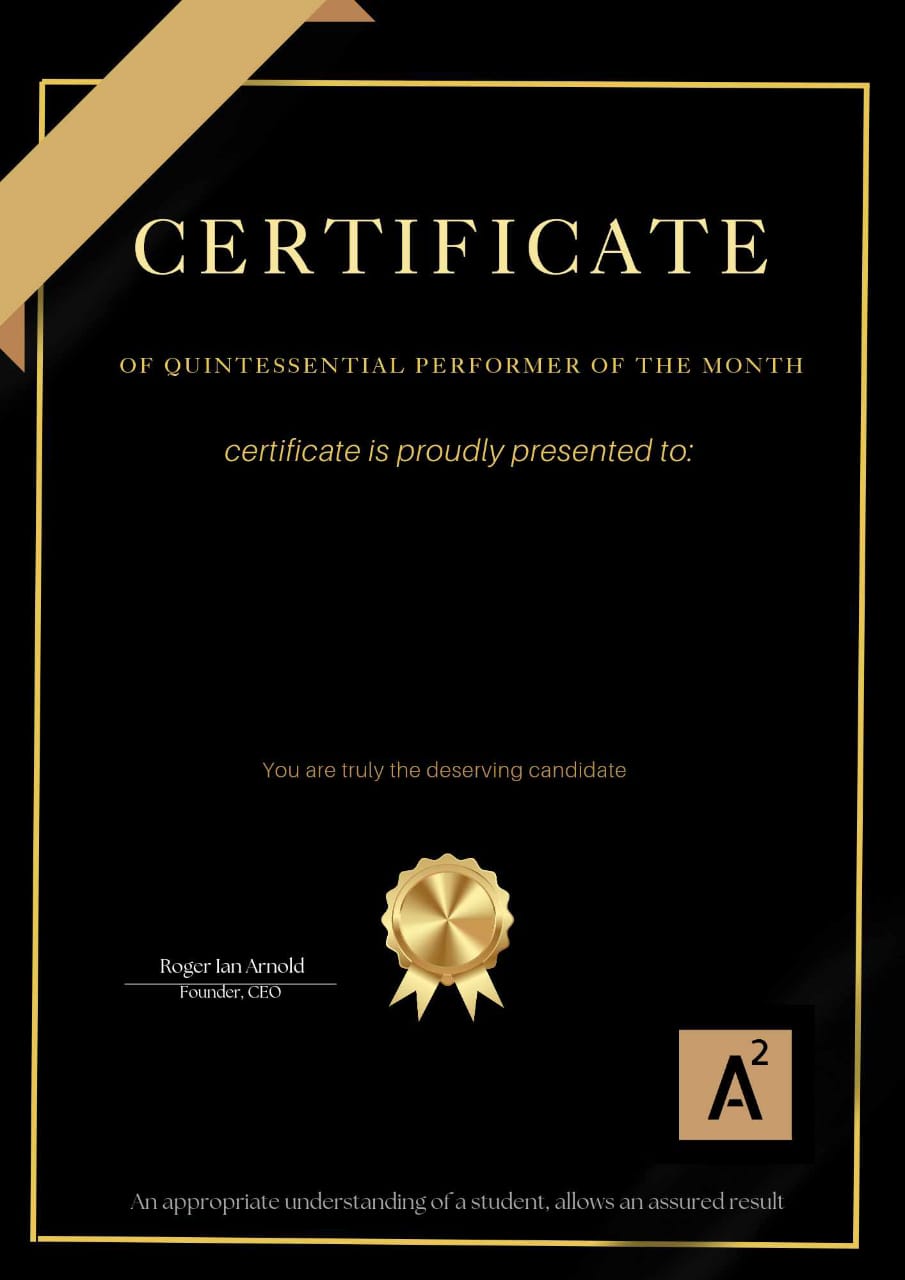 CERTIFICATE
OF QUINTESSENTIAL PERFORMER OF THE MONTH
certificate is proudly presented to:
You are truly the deserving candidate
Roger Ian Arnold
Founder, CEO
A²
An appropriate understanding of a student, allows an assured result